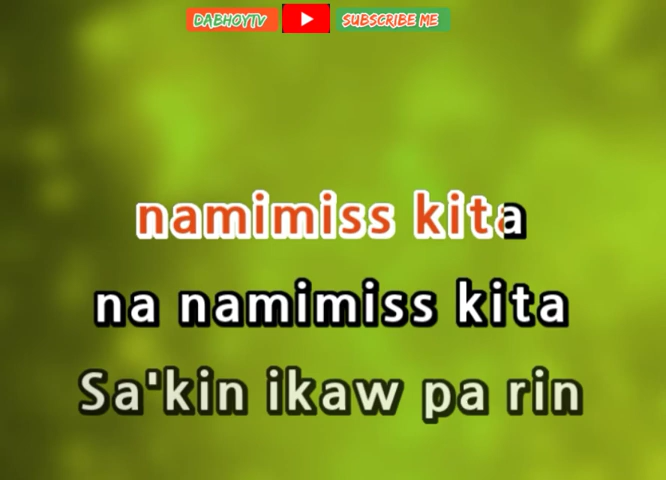 DABHOYTV SUBSCRIBE ME
namimiss kita
na namimiss kita
Sa'kin ikaw pa rin